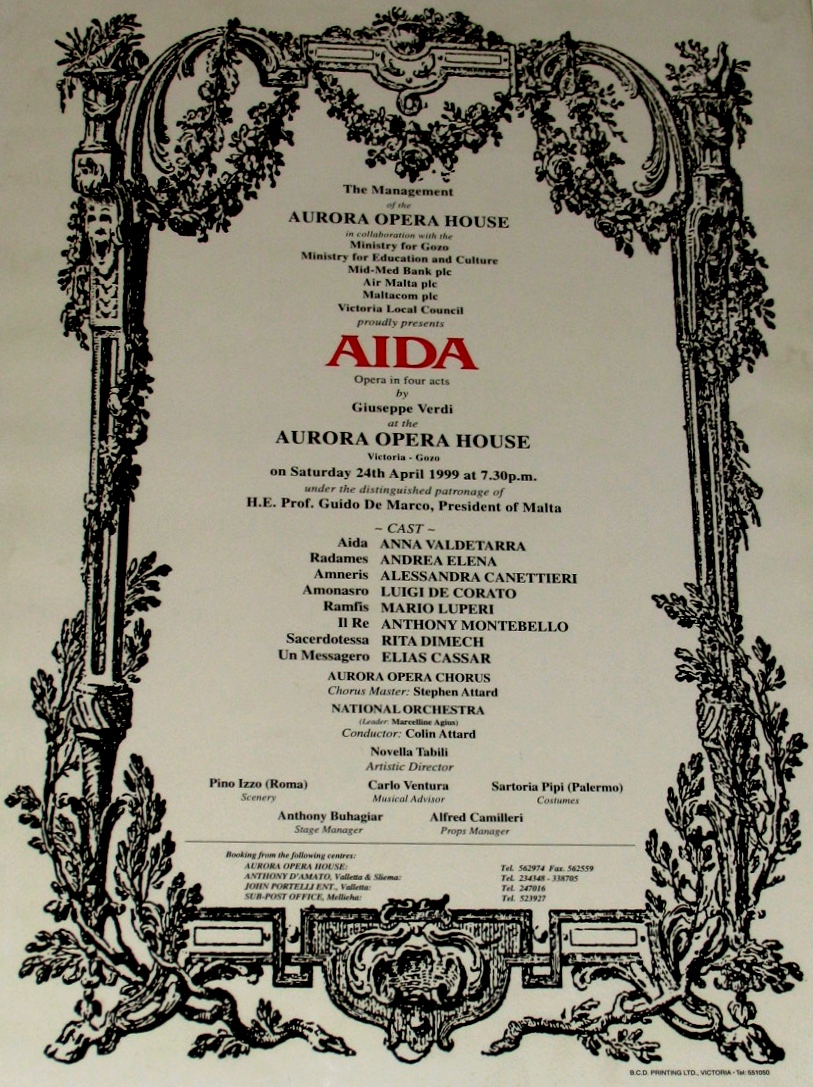 The Management
of the
AURORA OPERA HOUSE
in collaboration with the
Ministry for Gozo
Ministry for Education and Culture
Mid-Med Bank plc
Air Malta plc
Maltacom plc
Victoria Local Council
proudly presents
AIDA
Opera in four acts
by
Giuseppe Verdi
at the
AURORA OPERA HOUSE
Victoria - Gozo
on Saturday 24th April 1999 at 7.30p.m.
under the distinguished patronage of
H.E. Prof. Guido De Marco, President of Malta
~ CAST ~
Aida ANNA VALDETARRA
Radames ANDREA ELENA
Amneris ALESSANDRA CANETTIERI
Amonasro LUIGI DE CORATO
Ramfis MARIO LUPERI
Il Re ANTHONY MONTEBELLO
Sacerdotessa RITA DIMECH
Un Messagero ELIAS CASSAR
AURORA OPERA CHORUS
Chorus Master: Stephen Attard
NATIONAL ORCHESTRA
(Leader: Marcelline Agius)
Conductor: Colin Attard
Novella Tabili
Artistic Director
Pino Izzo (Roma) Carlo Ventura Sartoria Pipi (Palermo)
Scenery Musical Advisor Costumes
Anthony Buhagiar Alfred Camilleri
Stage Manager Props Manager
Booking from the following centres:
AURORA OPERA HOUSE: Tel. 562974 Fax. 562559
ANTHONY D'AMATO, Valletta & Sliema: Tel. 234348 - 338705
JOHN PORTELLI ENT., Valletta: Tel. 247016
SUB-POST OFFICE, Mellieha: Tel. 523927
B.C.D. PRINTING LTD., VICTORIA - Tel: 551050